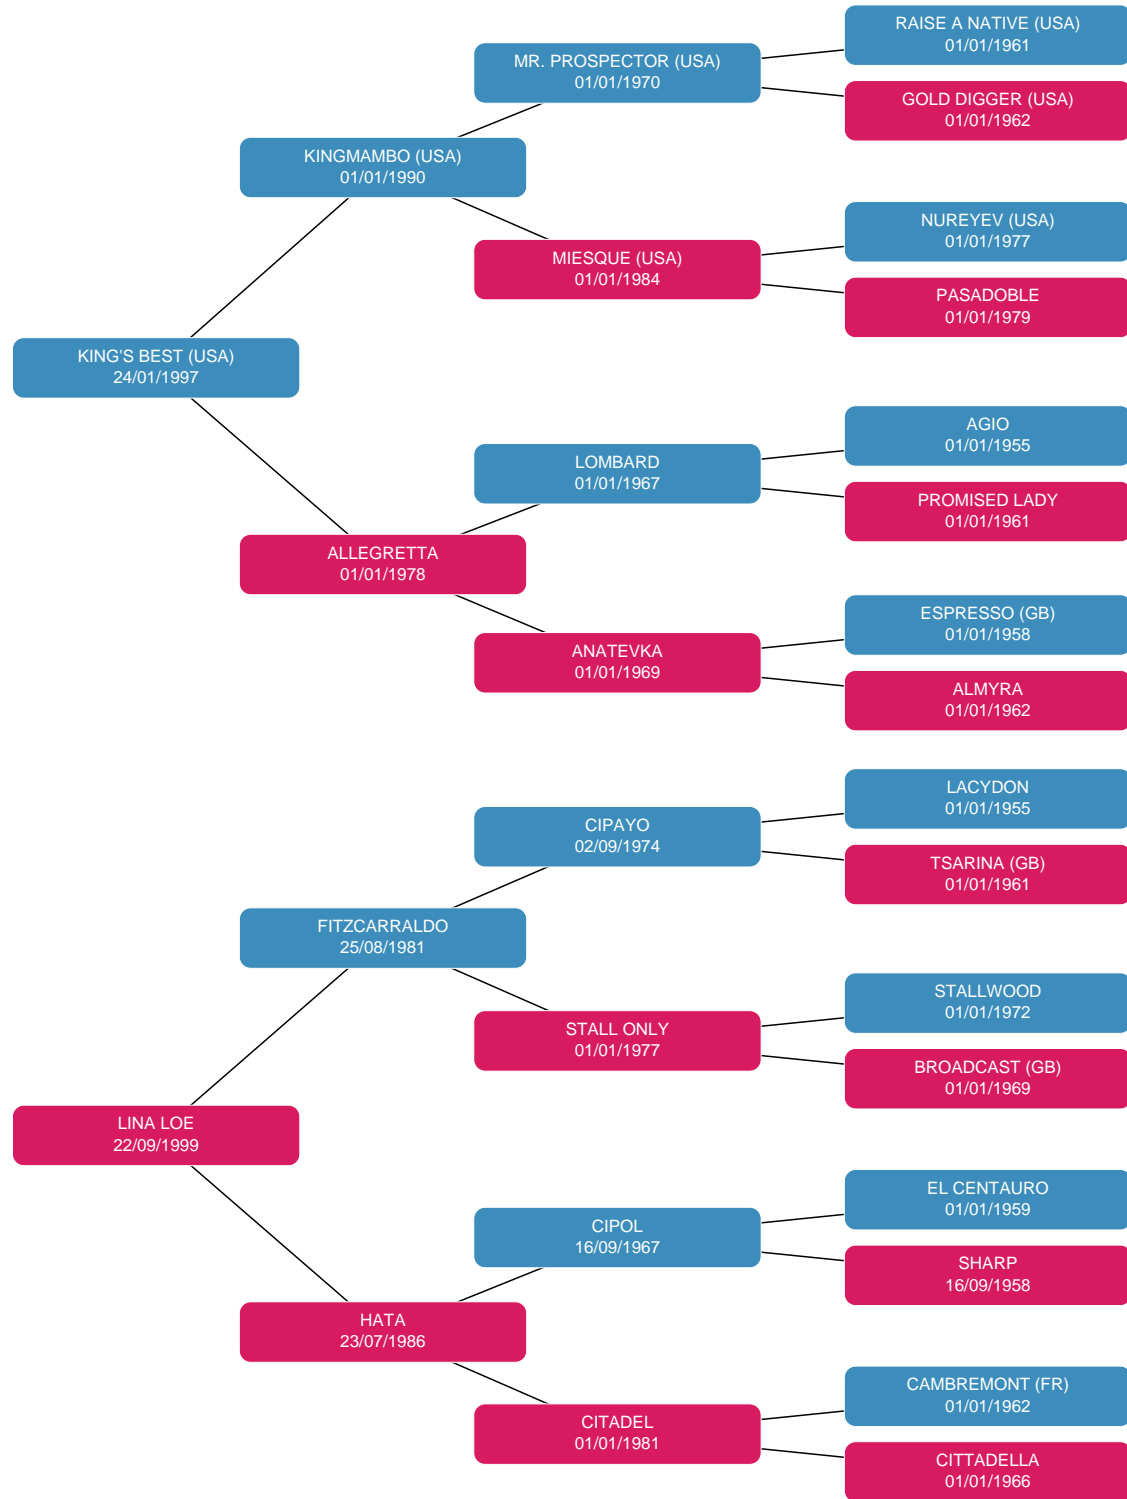 RAISE A NATIVE (USA)
01/01/1961
MR. PROSPECTOR (USA)
01/01/1970
GOLD DIGGER (USA)
01/01/1962
KINGMAMBO (USA)
01/01/1990
NUREYEV (USA)
01/01/1977
MIESQUE (USA)
01/01/1984
PASADOBLE
01/01/1979
KING'S BEST (USA)
24/01/1997
AGIO
01/01/1955
LOMBARD
01/01/1967
PROMISED LADY
01/01/1961
ALLEGRETTA
01/01/1978
ESPRESSO (GB)
01/01/1958
ANATEVKA
01/01/1969
ALMYRA
01/01/1962
LACYDON
01/01/1955
CIPAYO
02/09/1974
TSARINA (GB)
01/01/1961
FITZCARRALDO
25/08/1981
STALLWOOD
01/01/1972
STALL ONLY
01/01/1977
BROADCAST (GB)
01/01/1969
LINA LOE
22/09/1999
EL CENTAURO
01/01/1959
CIPOL
16/09/1967
SHARP
16/09/1958
HATA
23/07/1986
CAMBREMONT (FR)
01/01/1962
CITADEL
01/01/1981
CITTADELLA
01/01/1966